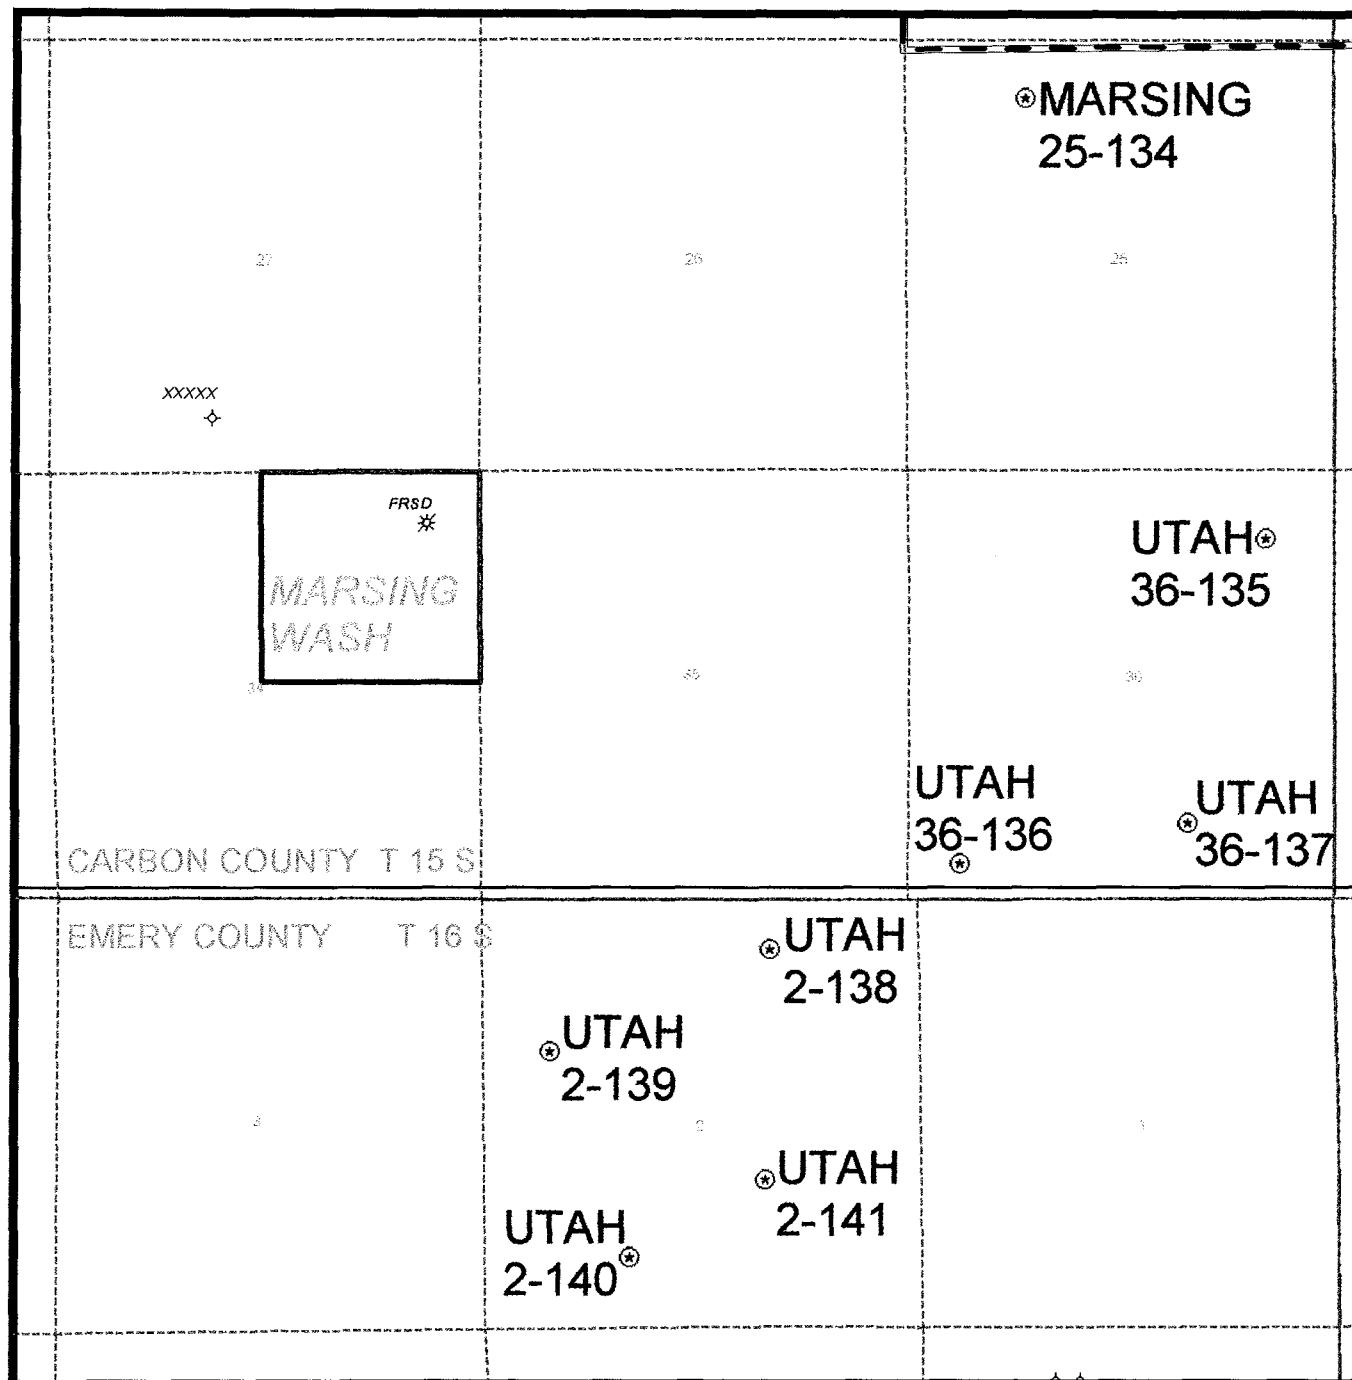 MARSING
25-134
27
26
25
XXXXX
FRSD
MARSING
WASH
UTAH
36-135
34
35
36
UTAH
36-136
UTAH
36-137
CARBON COUNTY T 15 S
EMERY COUNTY T 16 S
UTAH
2-138
UTAH
2-139
3
2
1
UTAH
2-141
UTAH
2-140